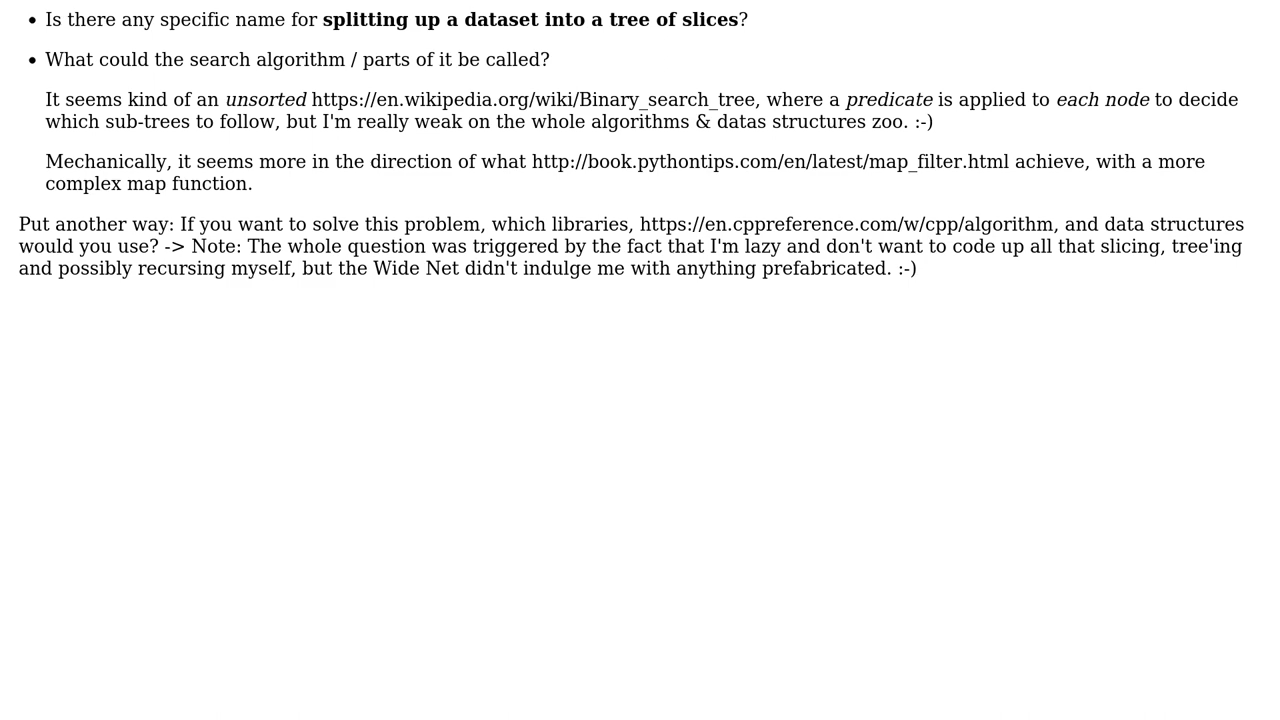 Is there any specific name for splitting up a dataset into a tree of slices?
What could the search algorithm / parts of it be called?
It seems kind of an unsorted https://en.wikipedia.org/wiki/Binary_search_tree, where a predicate is applied to each node to decide
which sub-trees to follow, but I'm really weak on the whole algorithms & datas structures zoo. :-)
Mechanically, it seems more in the direction of what http://book.pythontips.com/en/latest/map_filter.html achieve, with a more
complex map function.
Put another way: If you want to solve this problem, which libraries, https://en.cppreference.com/w/cpp/algorithm, and data structures
would you use? -> Note: The whole question was triggered by the fact that I'm lazy and don't want to code up all that slicing, tree'ing
and possibly recursing myself, but the Wide Net didn't indulge me with anything prefabricated. :-)